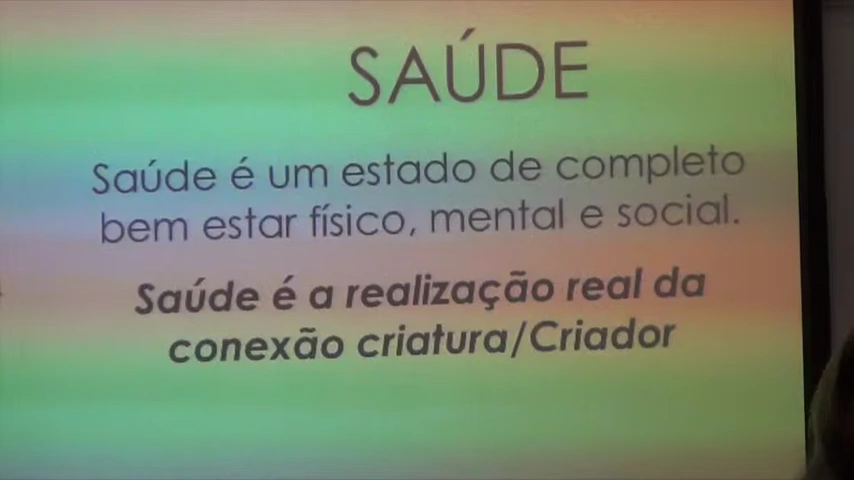 SAÚDE
Saúde é um estado de completo
bem estar físico, mental e social.
Saúde é a realização real da
conexão criatura/Criador